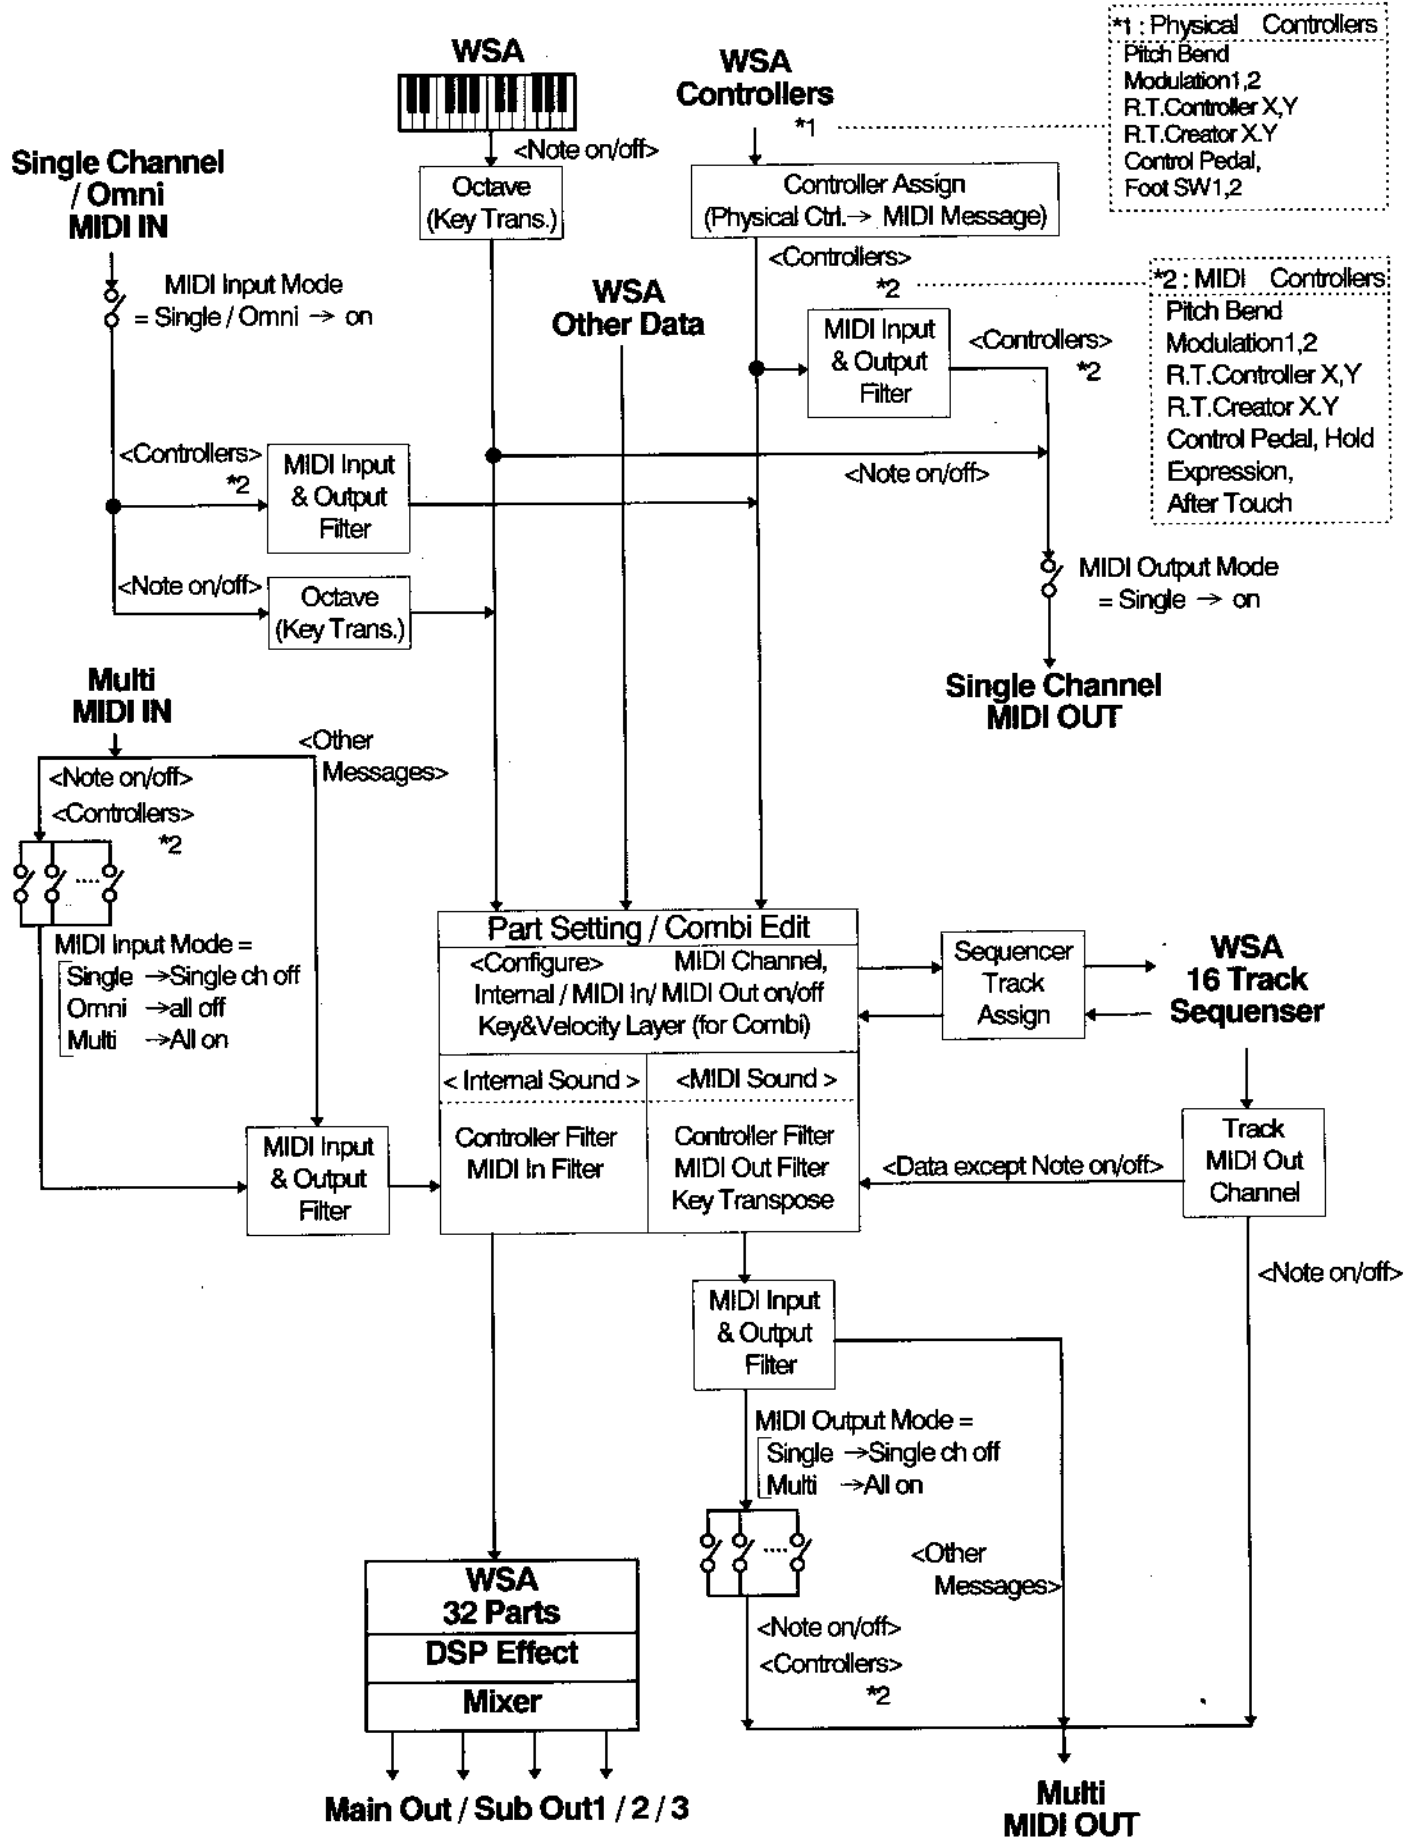 WSA
WSA
Controllers
*1
*1 : Physical Controllers
Pitch Bend
Modulation1,2
R.T.Controller X,Y
R.T.Creator X.Y
Control Pedal,
Foot SW1,2
<Note on/off>
Single Channel
/ Omni
MIDI IN
Octave
(Key Trans.)
Controller Assign
(Physical Ctrl.→ MIDI Message)
<Controllers>
*2
*2 : MIDI Controllers
Pitch Bend
Modulation1,2
R.T.Controller X,Y
R.T.Creator X.Y
Control Pedal, Hold
Expression,
After Touch
MIDI Input Mode
= Single / Omni → on
WSA
Other Data
MIDI Input
& Output
Filter
<Controllers>
*2
<Controllers>
*2
MIDI Input
& Output
Filter
<Note on/off>
<Note on/off>
Octave
(Key Trans.)
MIDI Output Mode
= Single → on
Single Channel
MIDI OUT
Multi
MIDI IN
<Other
Messages>
<Note on/off>
<Controllers>
*2
....
MIDI Input Mode =
Single →Single ch off
Omni →all off
Multi →All on
Part Setting / Combi Edit
<Configure> MIDI Channel,
Internal / MIDI In/ MIDI Out on/off
Key&Velocity Layer (for Combi)
< Internal Sound >
<MIDI Sound >
Controller Filter
MIDI In Filter
Controller Filter
MIDI Out Filter
Key Transpose
Sequencer
Track
Assign
WSA
16 Track
Sequenser
MIDI Input
& Output
Filter
<Data except Note on/off>
Track
MIDI Out
Channel
<Note on/off>
MIDI Input
& Output
Filter
MIDI Output Mode =
Single →Single ch off
Multi →All on
....
<Other
Messages>
<Note on/off>
<Controllers>
*2
WSA
32 Parts
DSP Effect
Mixer
Main Out / Sub Out1 / 2 / 3
Multi
MIDI OUT